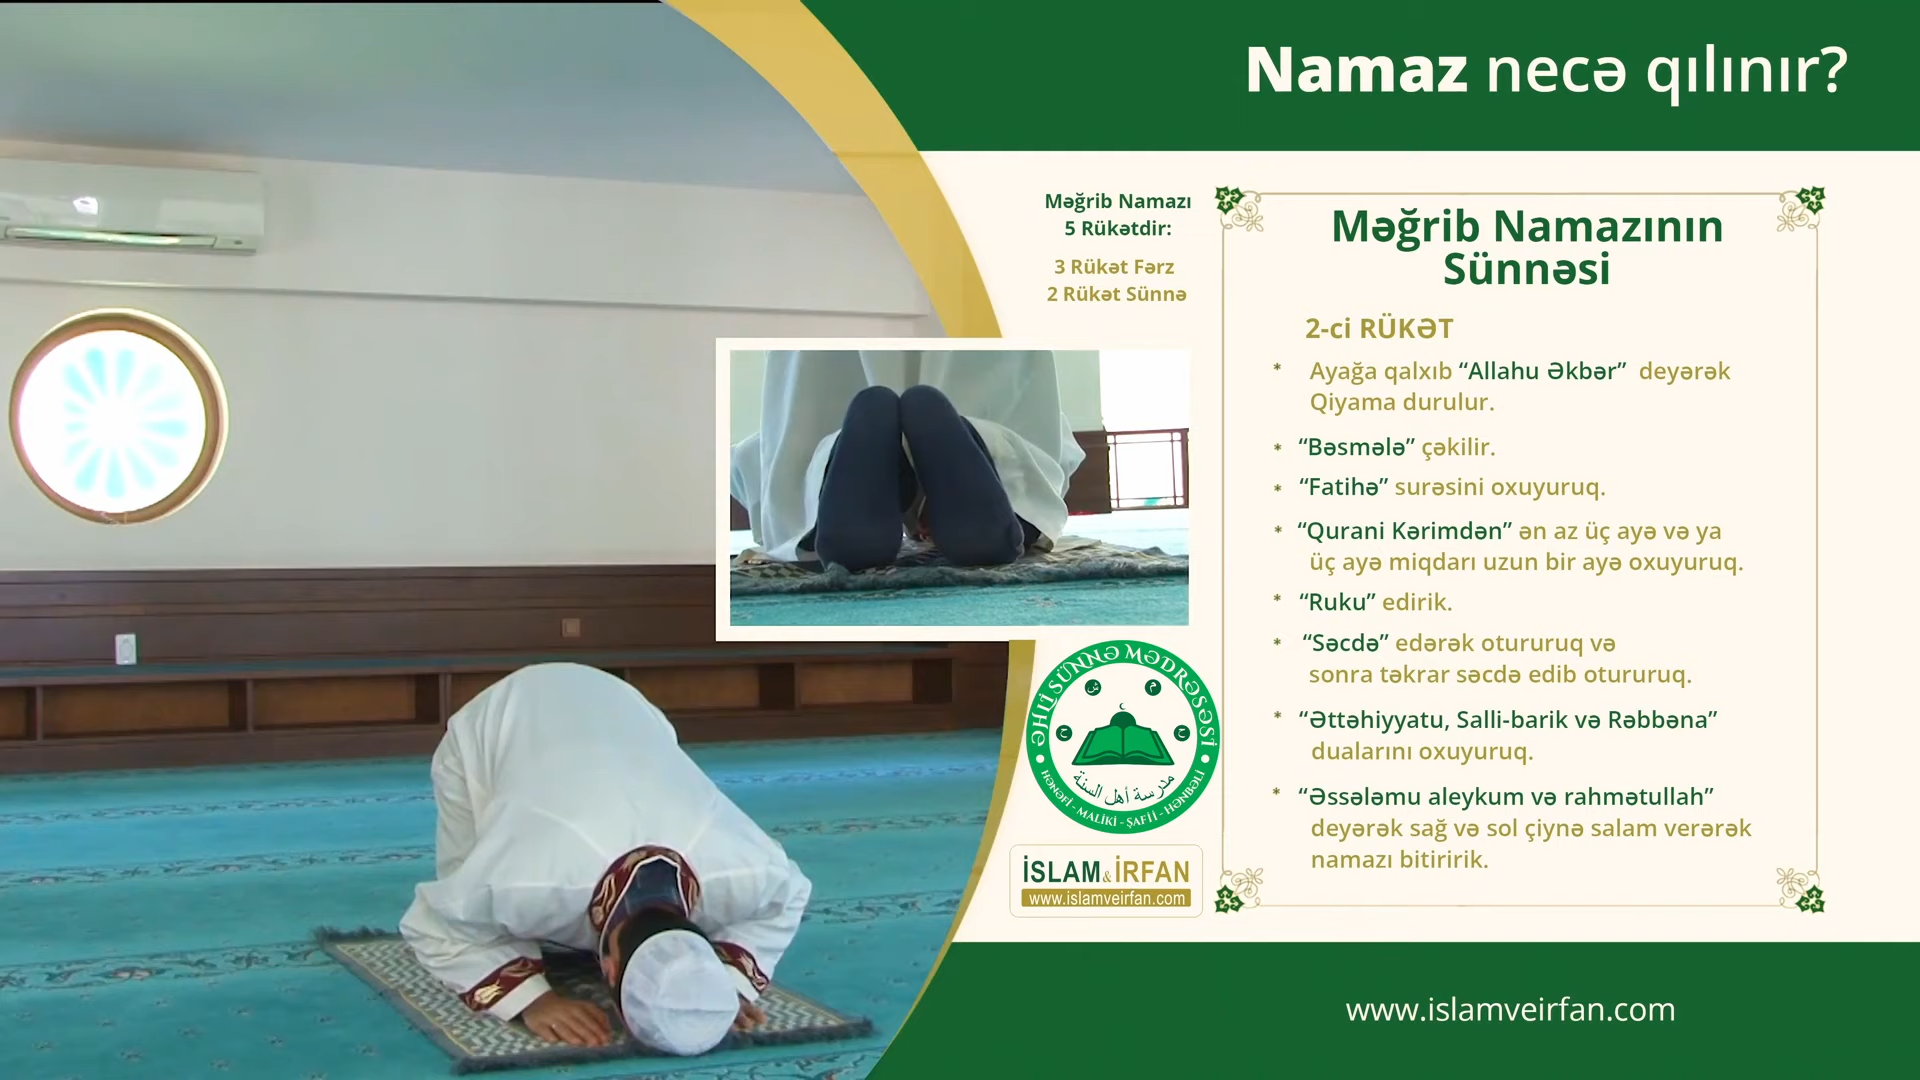 Namaz necə qılınır?
Məğrib Namazı
5 Rükətdir:
3 Rükət Fərz
2 Rükət Sünnə
Məğrib Namazının
Sünnəsi
2-ci RÜKƏT
* Ayağa qalxıb “Allahu Əkbər” deyərək
Qiyama durulur.
* “Bəsmələ” çəkilir.
* “Fatihə” surəsini oxuyuruq.
* “Qurani Kərimdən” ən az üç ayə və ya
üç ayə miqdarı uzun bir ayə oxuyuruq.
* “Ruku” edirik.
* “Səcdə” edərək otururuq və
sonra təkrar səcdə edib otururuq.
* “Əttəhiyyatu, Salli-barik və Rəbbəna”
dualarını oxuyuruq.
* “Əssələmu aleykum və rahmətullah”
deyərək sağ və sol çiynə salam verərək
namazı bitiririk.
ƏHLİ SÜNNƏ MƏDRƏSƏSİ
ش
م
ح
ح
مدرسة أهل السنة
HƏNƏFİ - MALİKİ - ŞAFİİ - HƏNBƏLİ
İSLAM & İRFAN
www.islamveirfan.com
www.islamveirfan.com